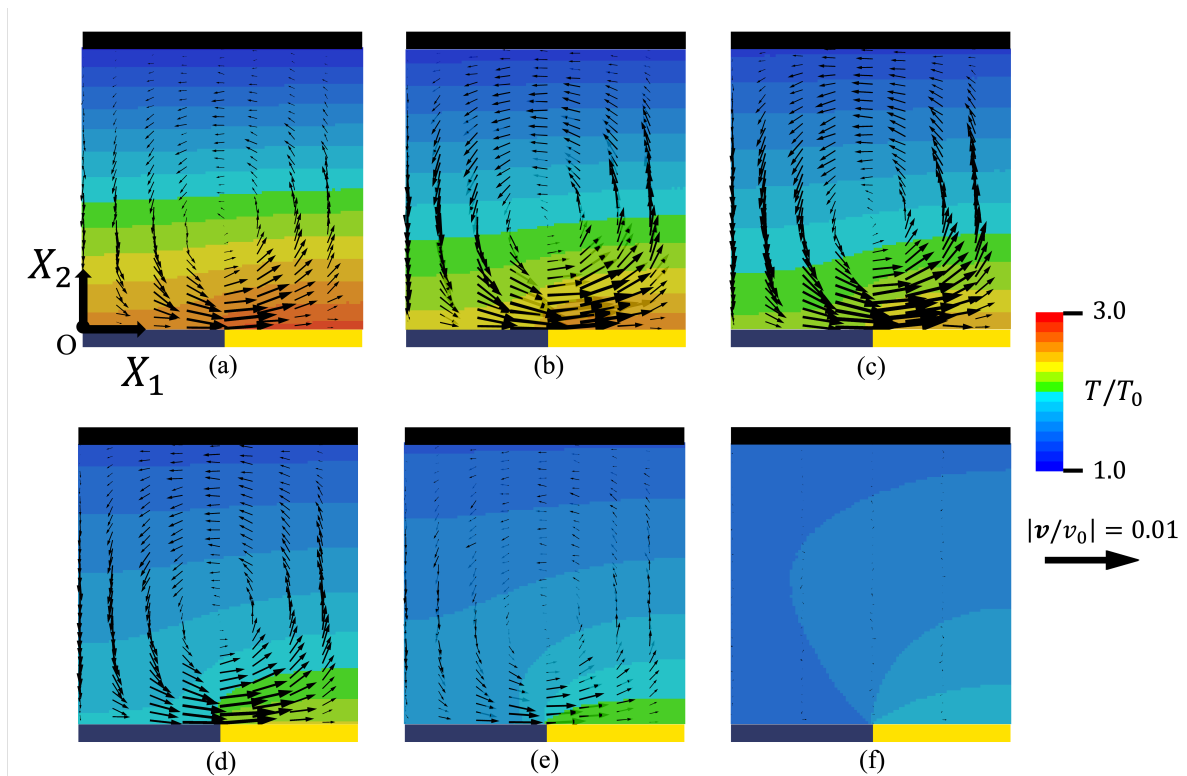 X₂
O
X₁
(a)
(b)
(c)
3.0
T/T₀
1.0
|v/v₀| = 0.01
(d)
(e)
(f)